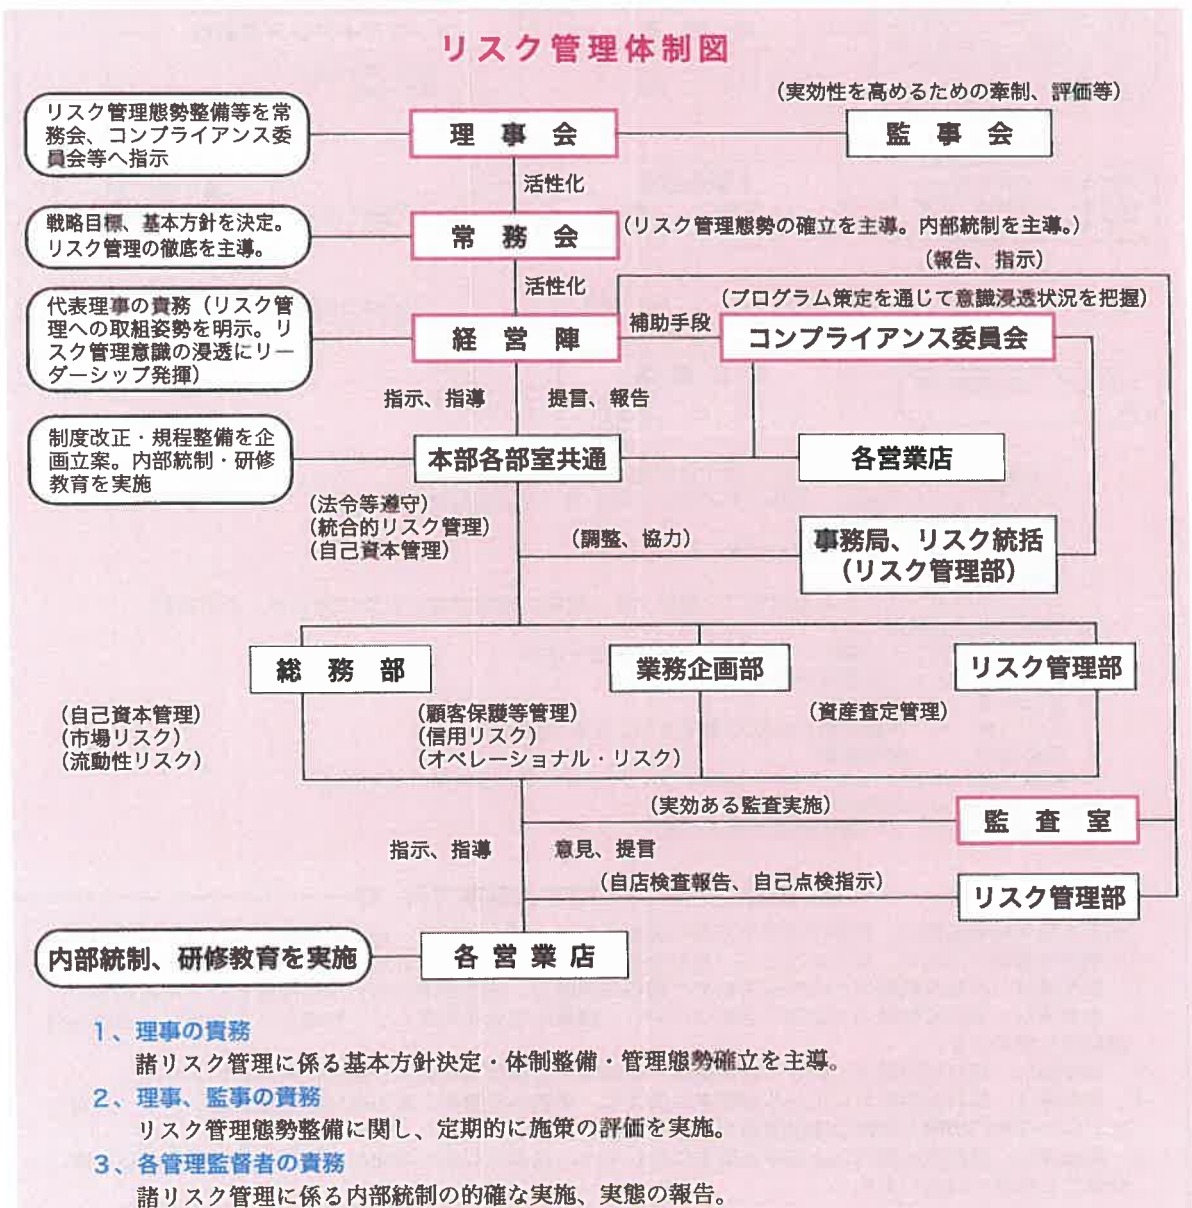 リスク管理体制図
(実効性を高めるための牽制、評価等)
リスク管理態勢整備等を常
務会、コンプライアンス委
員会等へ指示
理事会
監事会
活性化
戦略目標、基本方針を決定。
リスク管理の徹底を主導。
常務会
(リスク管理態勢の確立を主導。内部統制を主導。)
(報告、指示)
活性化
代表理事の責務(リスク管
理への取組姿勢を明示。リ
スク管理意識の浸透にリー
ダーシップ発揮)
(プログラム策定を通じて意識浸透状況を把握)
経営陣
補助手段
コンプライアンス委員会
指示、指導
提言、報告
制度改正・規程整備を企
画立案。内部統制・研修
教育を実施
本部各部室共通
各営業店
(法令等遵守)
(統合的リスク管理)
(自己資本管理)
(調整、協力)
事務局、リスク統括
(リスク管理部)
総務部
業務企画部
リスク管理部
(自己資本管理)
(市場リスク)
(流動性リスク)
(顧客保護等管理)
(信用リスク)
(オペレーショナル・リスク)
(資産査定管理)
(実効ある監査実施)
監査室
指示、指導
意見、提言
(自店検査報告、自己点検指示)
リスク管理部
内部統制、研修教育を実施
各営業店
1、理事の責務
諸リスク管理に係る基本方針決定・体制整備・管理態勢確立を主導。
2、理事、監事の責務
リスク管理態勢整備に関し、定期的に施策の評価を実施。
3、各管理監督者の責務
諸リスク管理に係る内部統制の的確な実施、実態の報告。